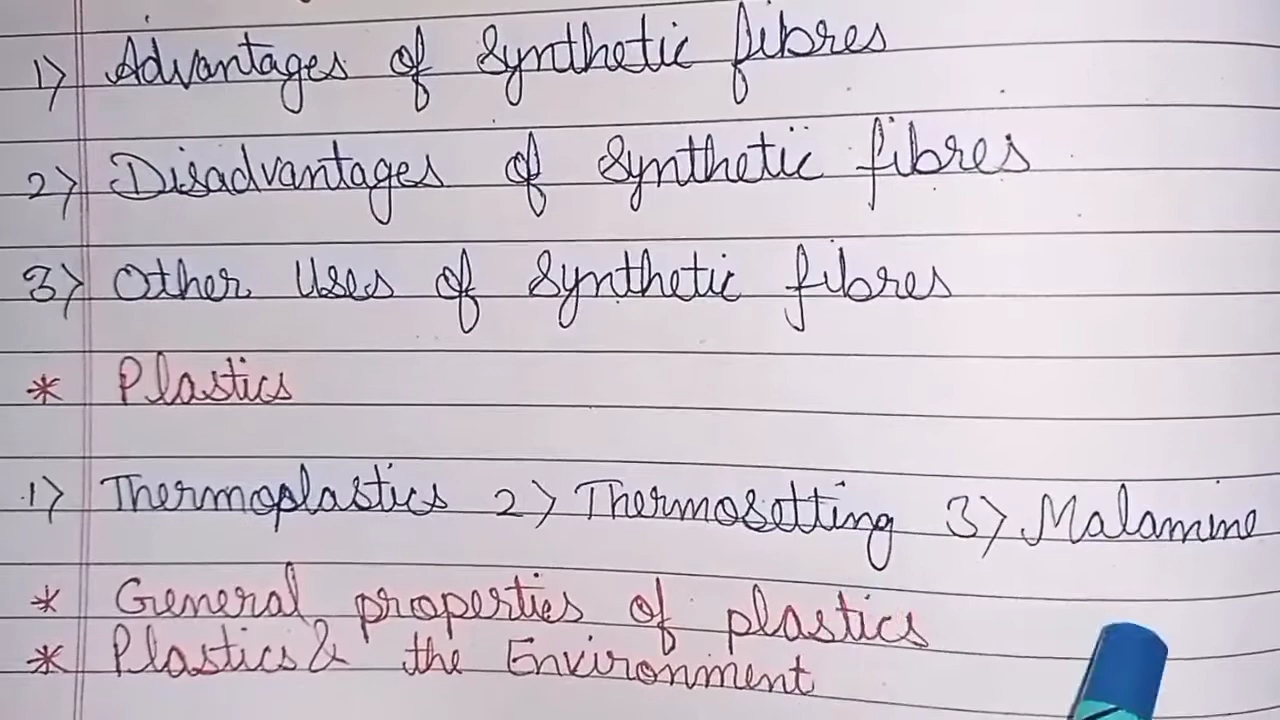 1) Advantages of Synthetic fibres
2) Disadvantages of Synthetic fibres
3) Other Uses of Synthetic fibres
* Plastics
1) Thermoplastics 2) Thermosetting 3) Malamine
* General properties of plastics
* Plastics & the Environment